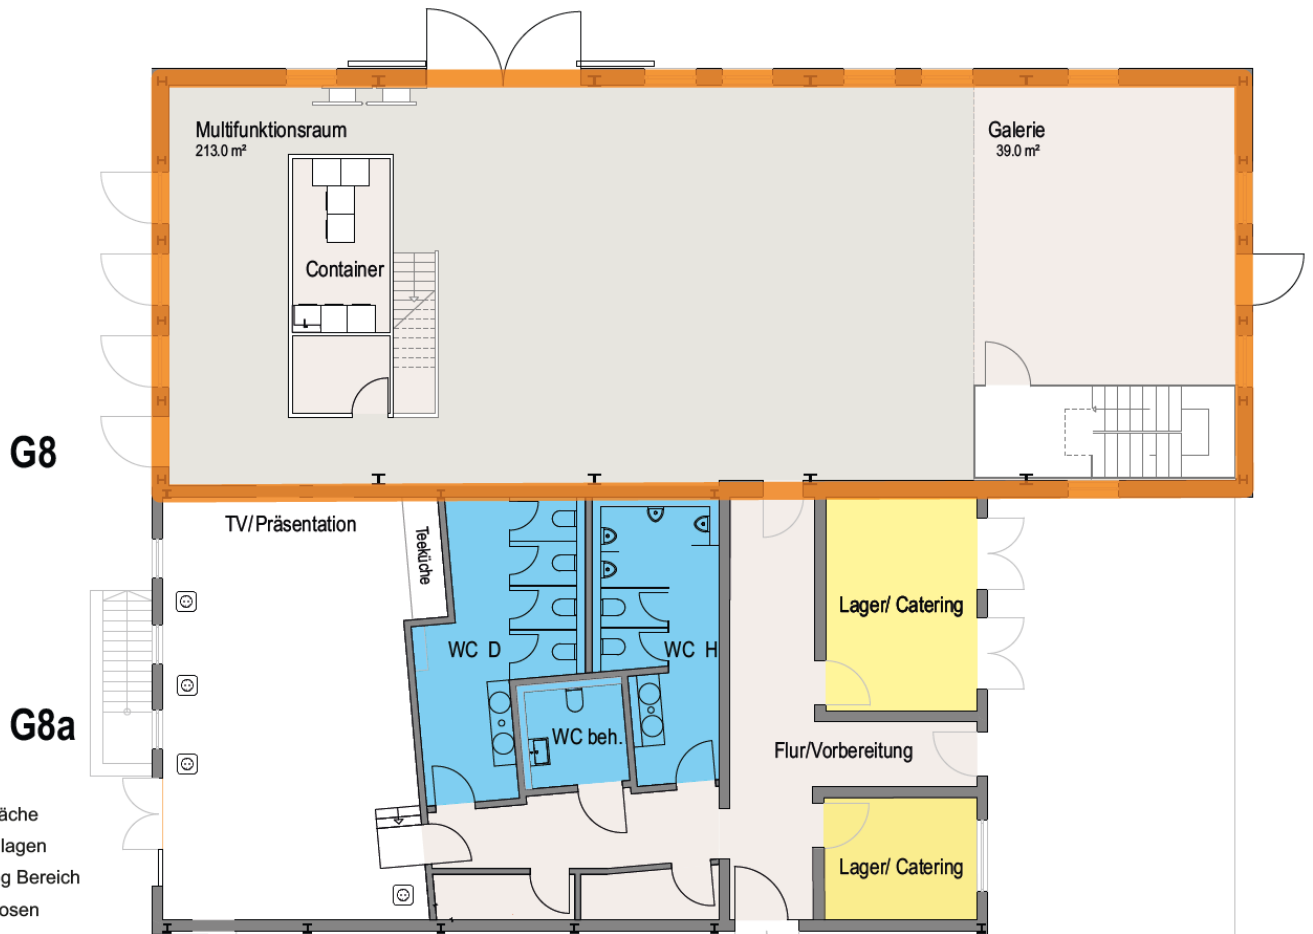 Multifunktionsraum
213.0 m²
Galerie
39.0 m²
Container
G8
TV/Präsentation
Teeküche
Lager/ Catering
WC D
WC H
G8a
WC beh.
Flur/Vorbereitung
äche
lagen
g Bereich
osen
Lager/ Catering